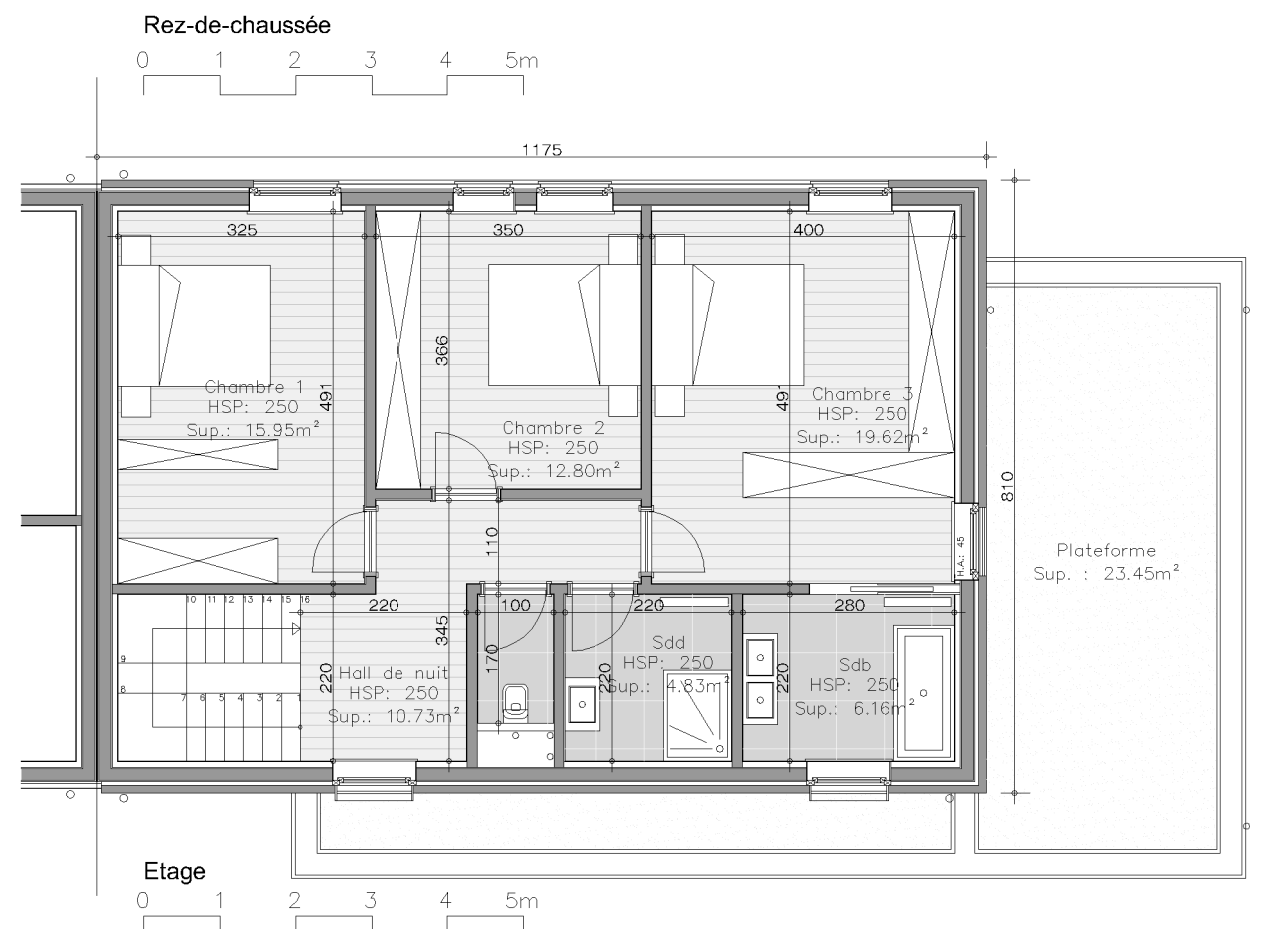 Rez-de-chaussée
0 1 2 3 4 5m
1175
325
350
400
366
491
491
Chambre 1
HSP: 250
Sup.: 15.95m²
Chambre 2
HSP: 250
Sup.: 12.80m²
Chambre 3
HSP: 250
Sup.: 19.62m²
810
110
H.A.: 45
Plateforme
Sup. : 23.45m²
10 11 12 13 14 15 16
220
100
220
280
345
170
220
220
220
9
8
7 6 5 4 3 2 1
Hall de nuit
HSP: 250
Sup.: 10.73m²
Sdd
HSP: 250
Sup.: 4.83m²
Sdb
HSP: 250
Sup.: 6.16m²
Etage
0 1 2 3 4 5m